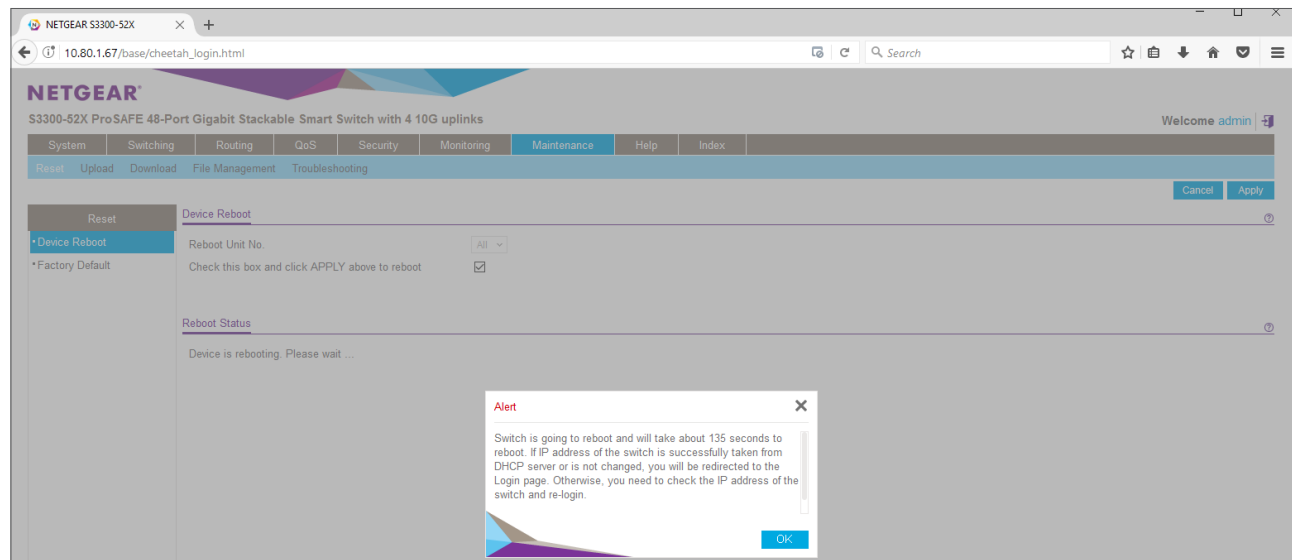 NETGEAR S3300-52X
10.80.1.67/base/cheetah_login.html
Search
NETGEAR®
S3300-52X ProSAFE 48-Port Gigabit Stackable Smart Switch with 4 10G uplinks
Welcome admin
System Switching Routing QoS Security Monitoring Maintenance Help Index
Reset Upload Download File Management Troubleshooting
Cancel Apply
Reset
Device Reboot
Factory Default
Device Reboot
Reboot Unit No. All
Check this box and click APPLY above to reboot
Reboot Status
Device is rebooting. Please wait ...
Alert
Switch is going to reboot and will take about 135 seconds to
reboot. If IP address of the switch is successfully taken from
DHCP server or is not changed, you will be redirected to the
Login page. Otherwise, you need to check the IP address of the
switch and re-login.
OK